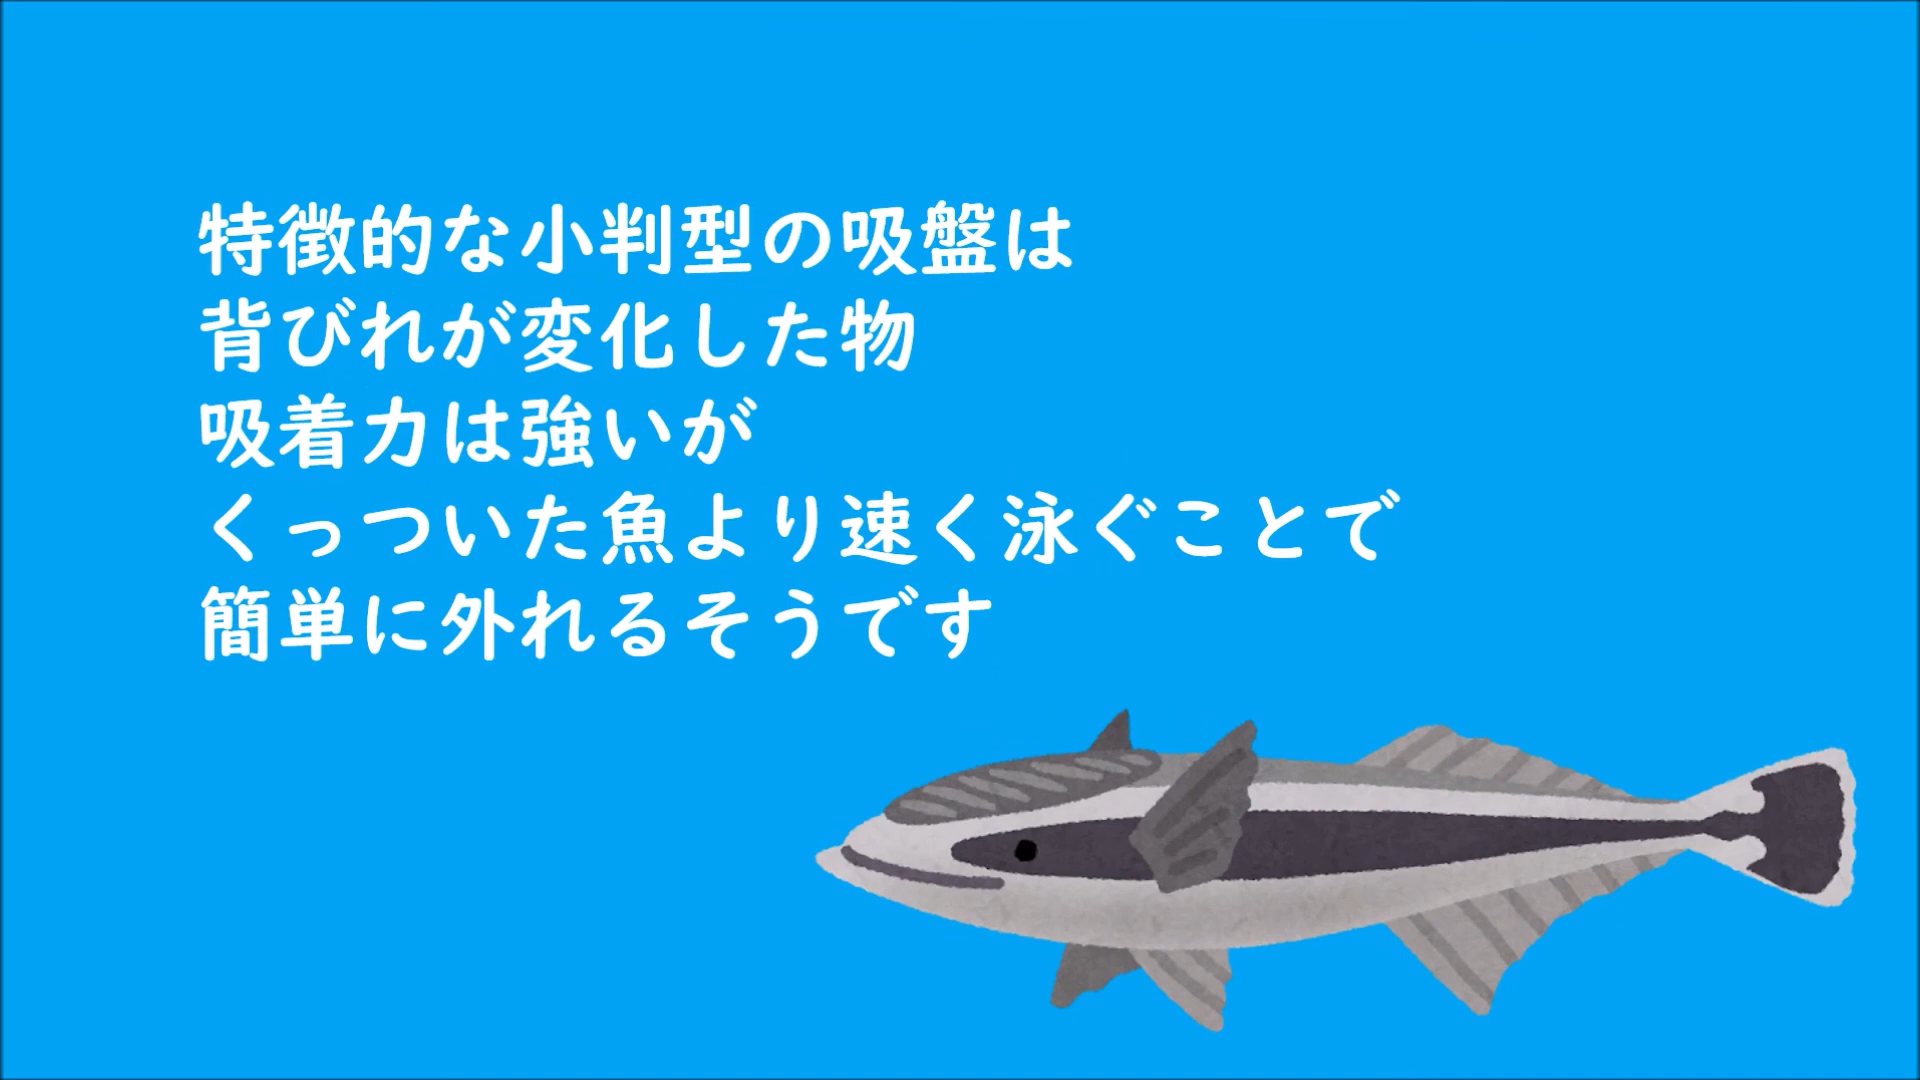 特徴的な小判型の吸盤は
背びれが変化した物
吸着力は強いが
くっついた魚より速く泳ぐことで
簡単に外れるそうです